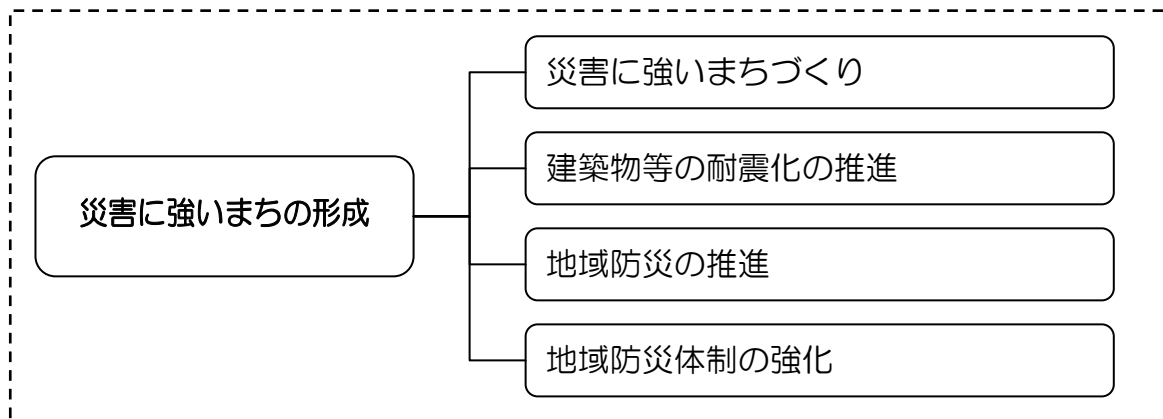 災害に強いまちの形成
災害に強いまちづくり
建築物等の耐震化の推進
地域防災の推進
地域防災体制の強化